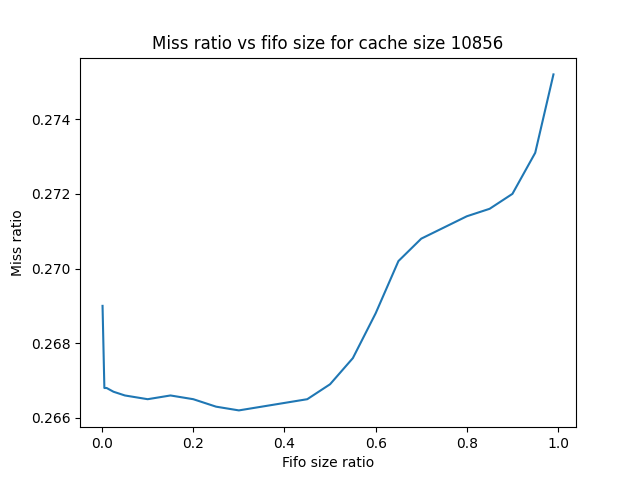 Miss ratio vs fifo size for cache size 10856
0.274
0.272
0.270
0.268
0.266
Miss ratio
0.0 0.2 0.4 0.6 0.8 1.0
Fifo size ratio